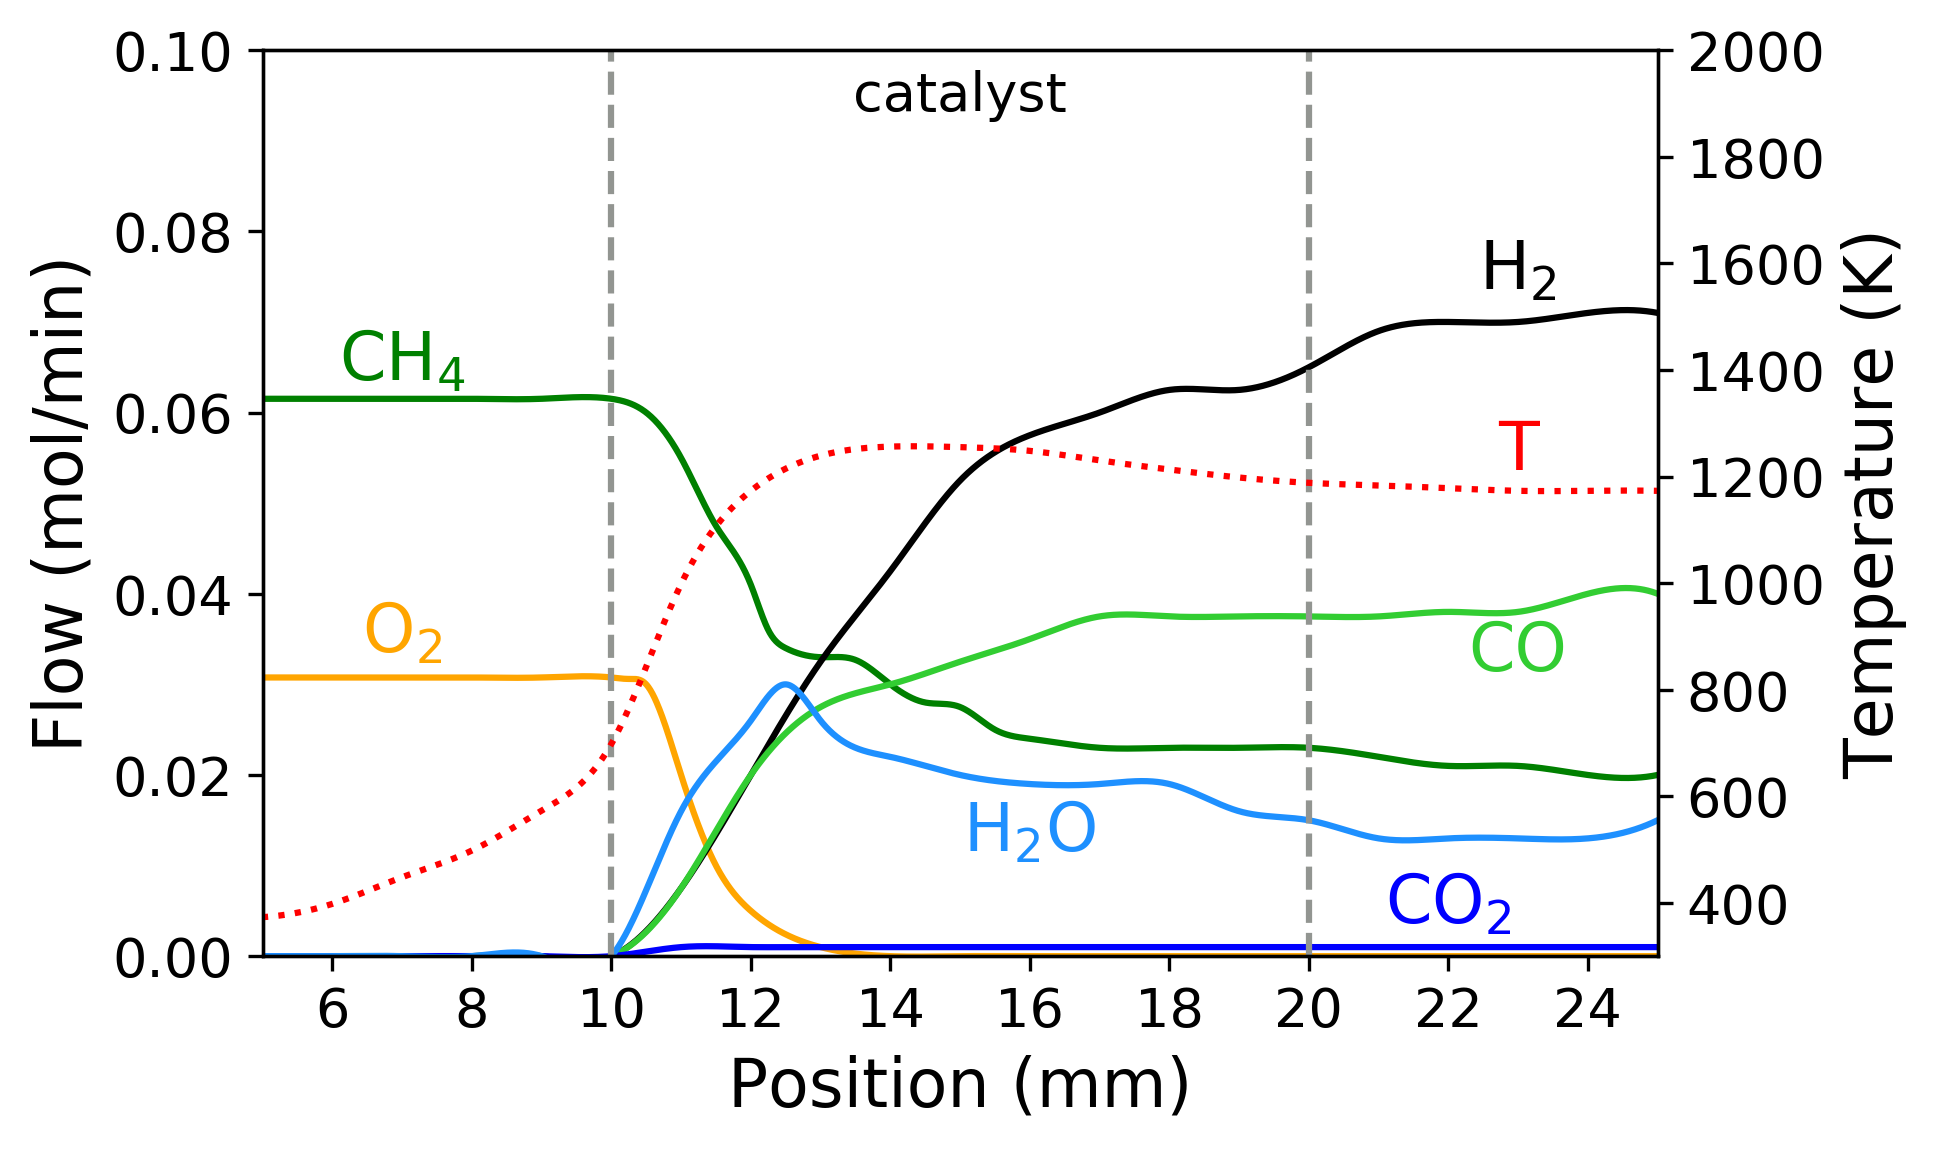 catalyst
H₂
CH₄
T
O₂
CO
H₂O
CO₂
Flow (mol/min)
0.10
0.08
0.06
0.04
0.02
0.00
2000
1800
1600
1400
1200
1000
800
600
400
Temperature (K)
6 8 10 12 14 16 18 20 22 24
Position (mm)